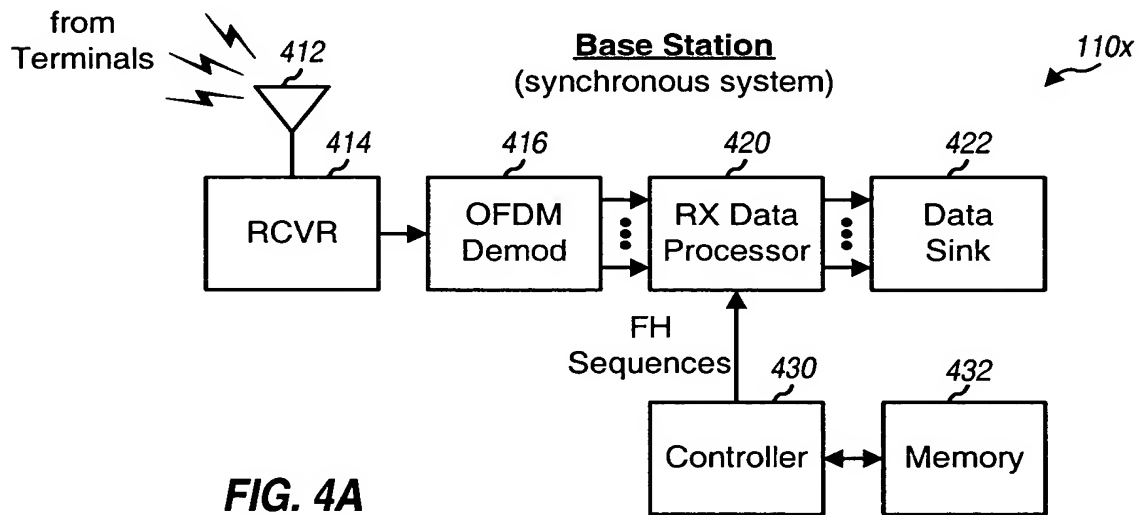 from
Terminals
412
Base Station
(synchronous system)
110x
414
416
420
422
RCVR
OFDM
Demod
RX Data
Processor
Data
Sink
FH
Sequences
430
432
Controller
Memory
FIG. 4A